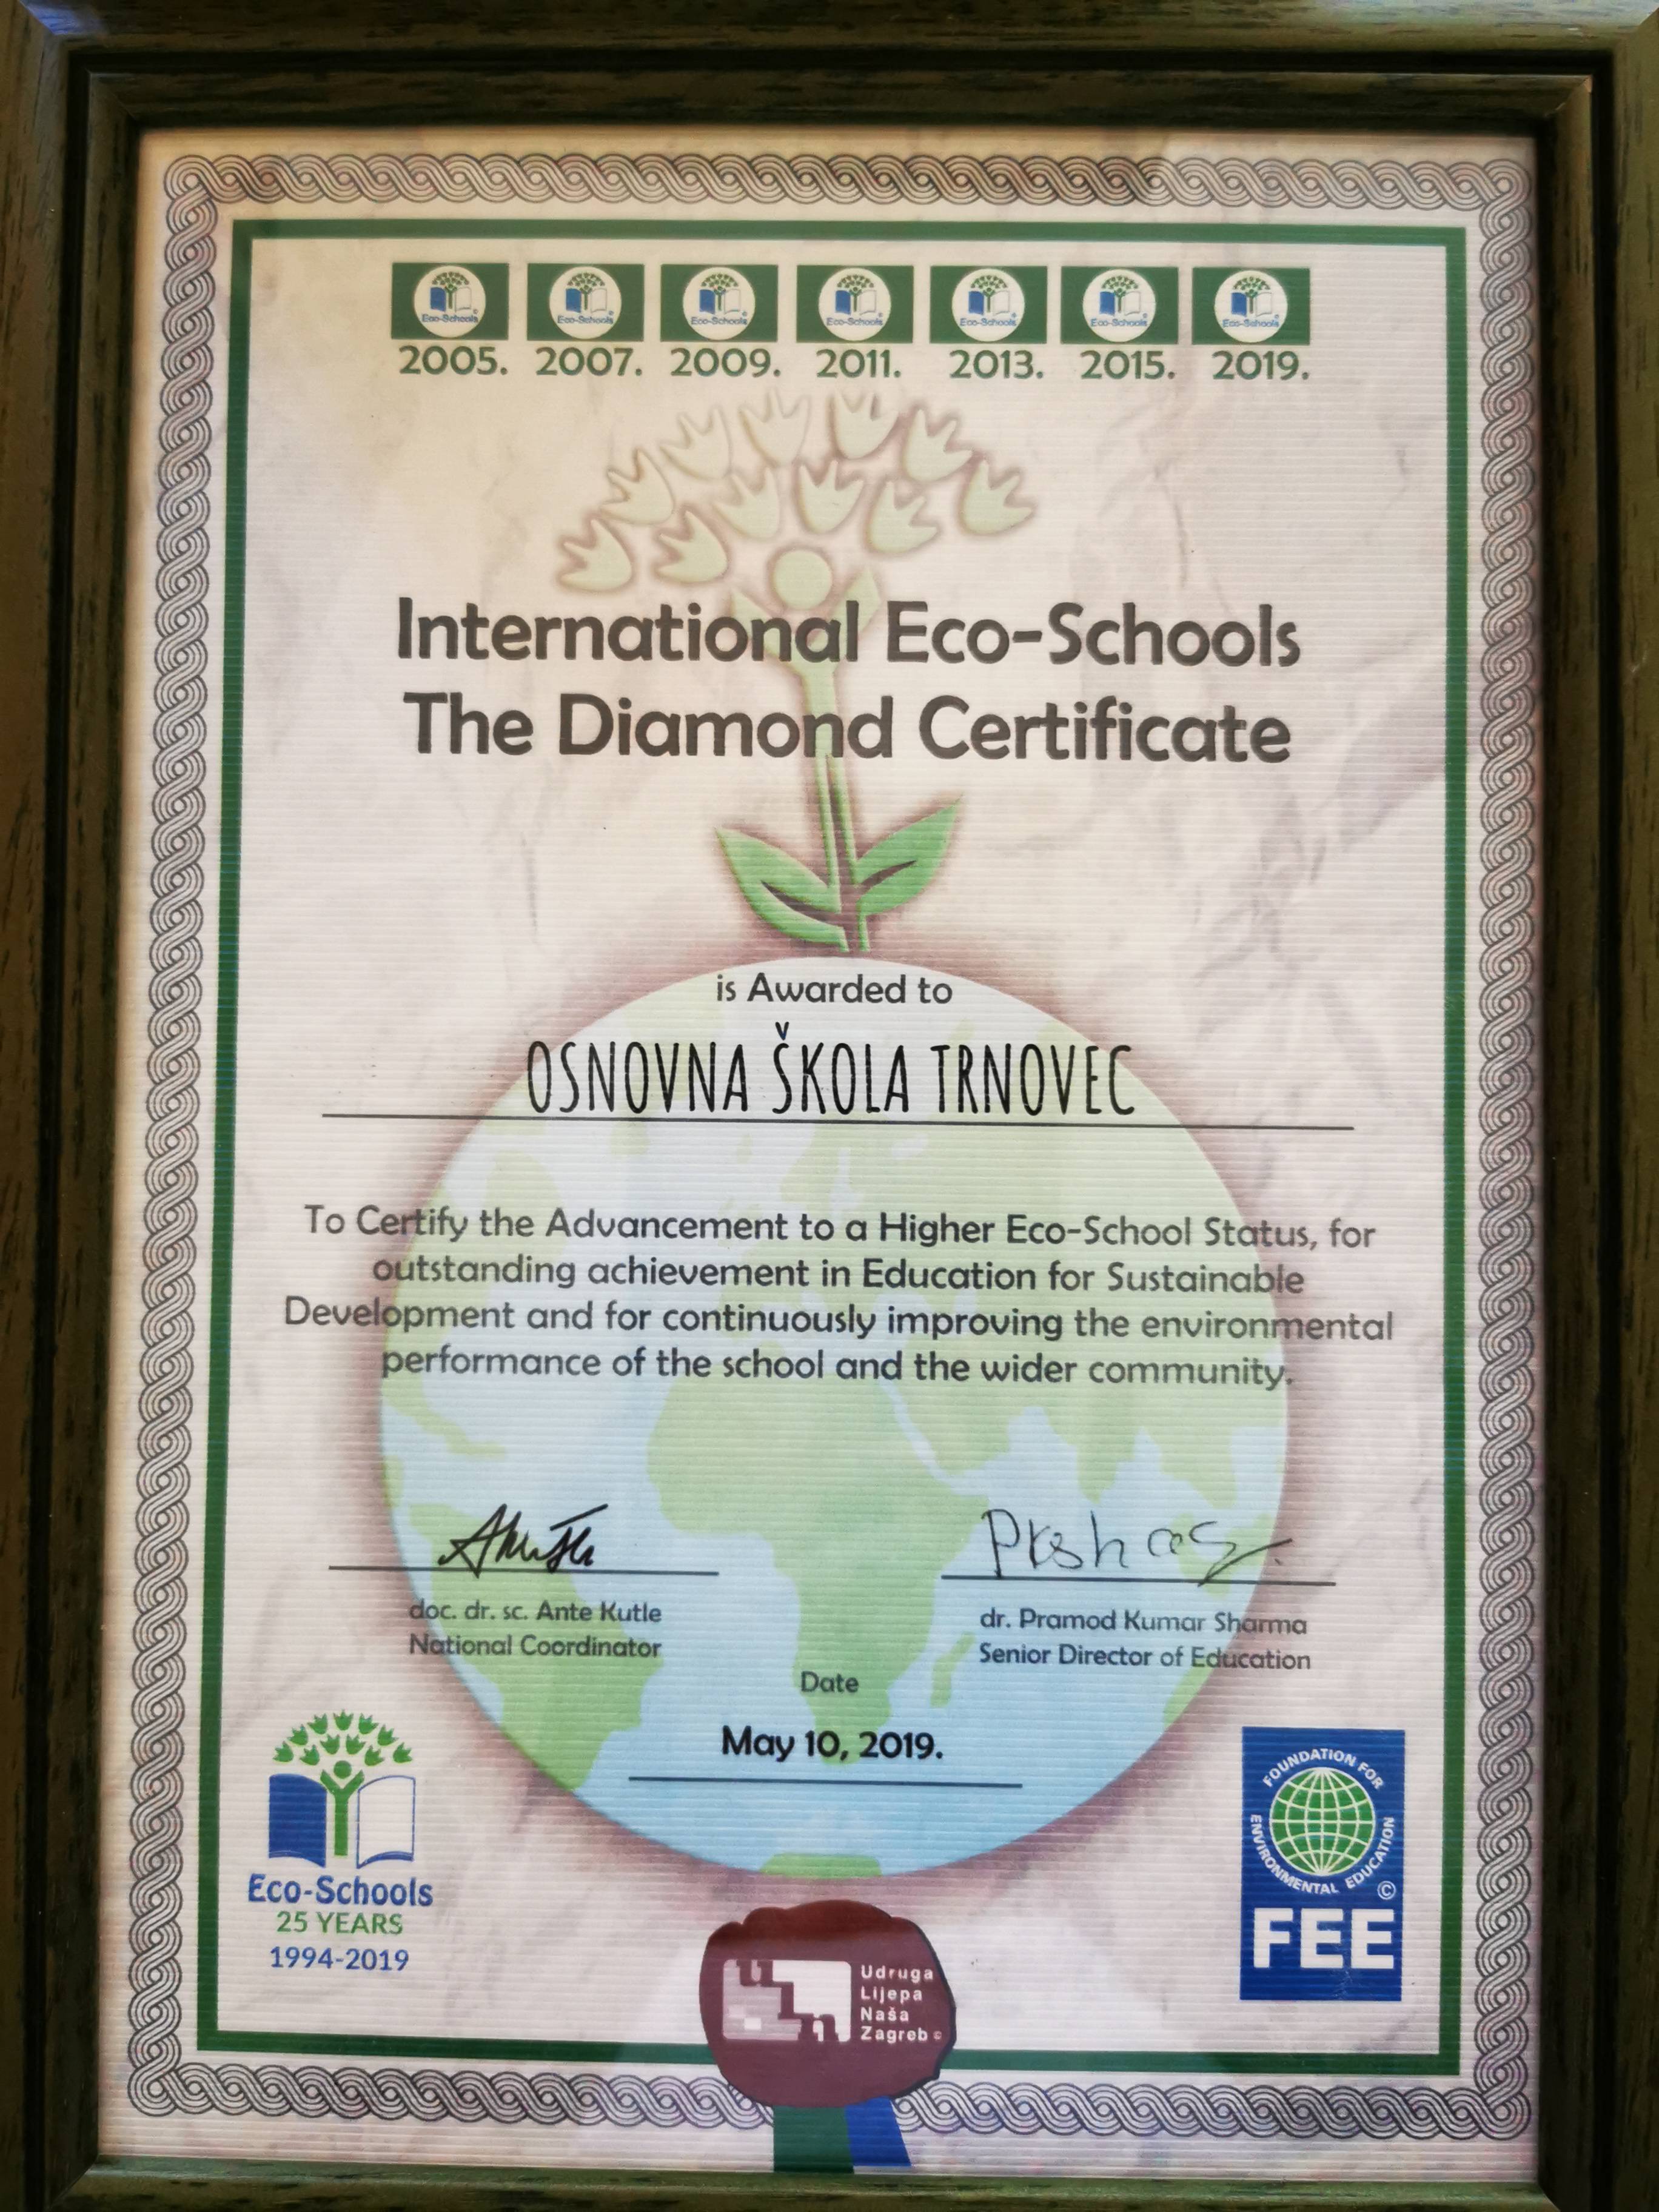 Eco-Schools Eco-Schools Eco-Schools Eco-Schools Eco-Schools Eco-Schools Eco-Schools
2005. 2007. 2009. 2011. 2013. 2015. 2019.
International Eco-Schools
The Diamond Certificate
is Awarded to
OSNOVNA ŠKOLA TRNOVEC
To Certify the Advancement to a Higher Eco-School Status, for
outstanding achievement in Education for Sustainable
Development and for continuously improving the environmental
performance of the school and the wider community.
doc. dr. sc. Ante Kutle
National Coordinator
dr. Pramod Kumar Sharma
Senior Director of Education
Date
May 10, 2019.
Eco-Schools
25 YEARS
1994-2019
FOUNDATION FOR
ENVIRONMENTAL EDUCATION
©
FEE
uln
Udruga
Lijepa
Naša
Zagreb ©